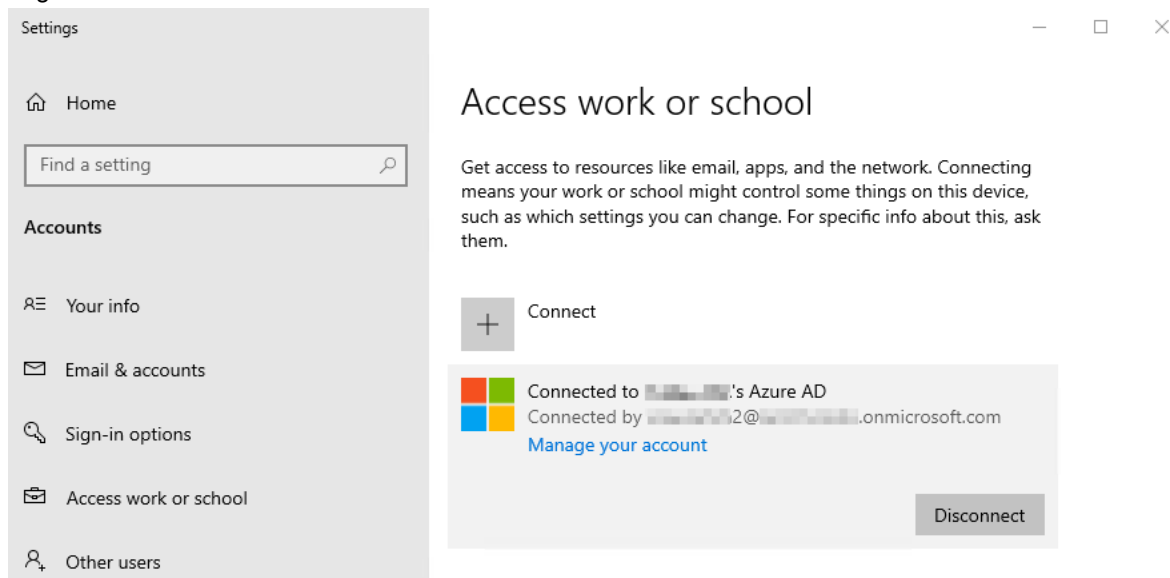 Settings
Home
Find a setting
Accounts
Your info
Email & accounts
Sign-in options
Access work or school
Other users
Access work or school
Get access to resources like email, apps, and the network. Connecting
means your work or school might control some things on this device,
such as which settings you can change. For specific info about this, ask
them.
Connect
Connected to 's Azure AD
Connected by 2@ .onmicrosoft.com
Manage your account
Disconnect